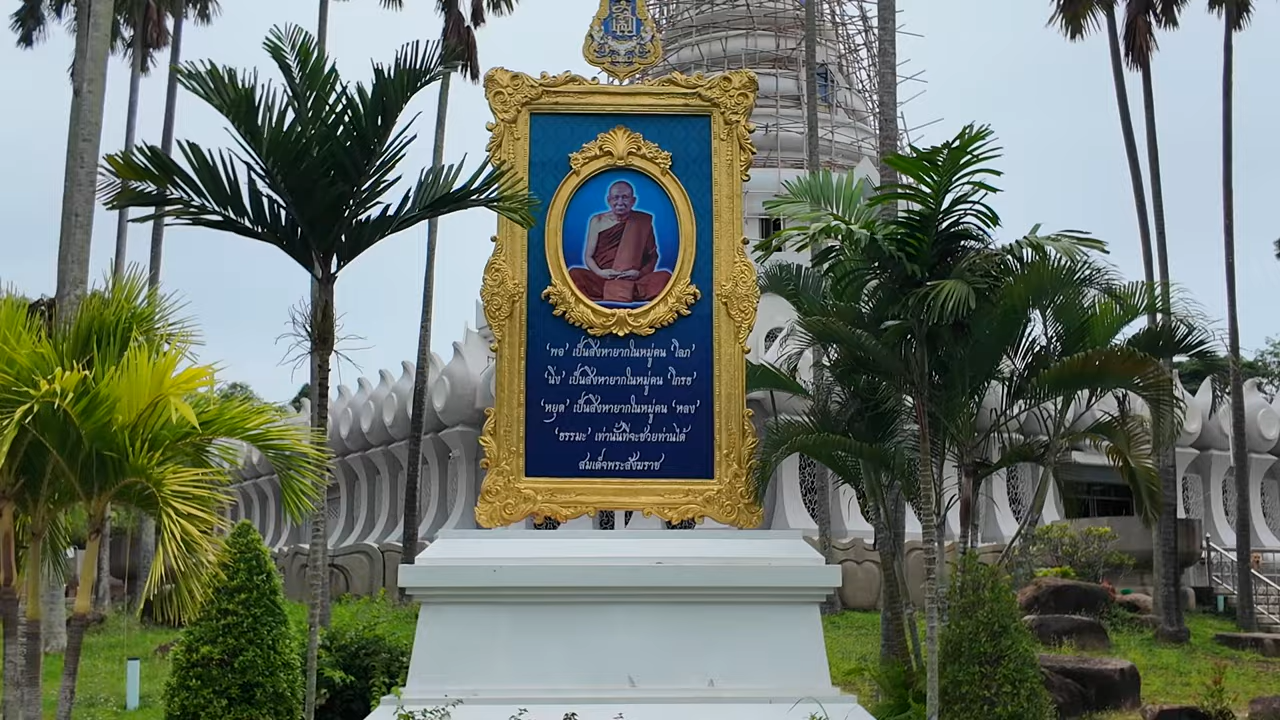 ‘พอ’ เป็นสิ่งหายากในหมู่คน ‘โลภ’
‘นิ่ง’ เป็นสิ่งหายากในหมู่คน ‘โกรธ’
‘หยุด’ เป็นสิ่งหายากในหมู่คน ‘หลง’
‘ธรรมะ’ เท่านั้นที่จะช่วยท่านได้
สมเด็จพระสังฆราช